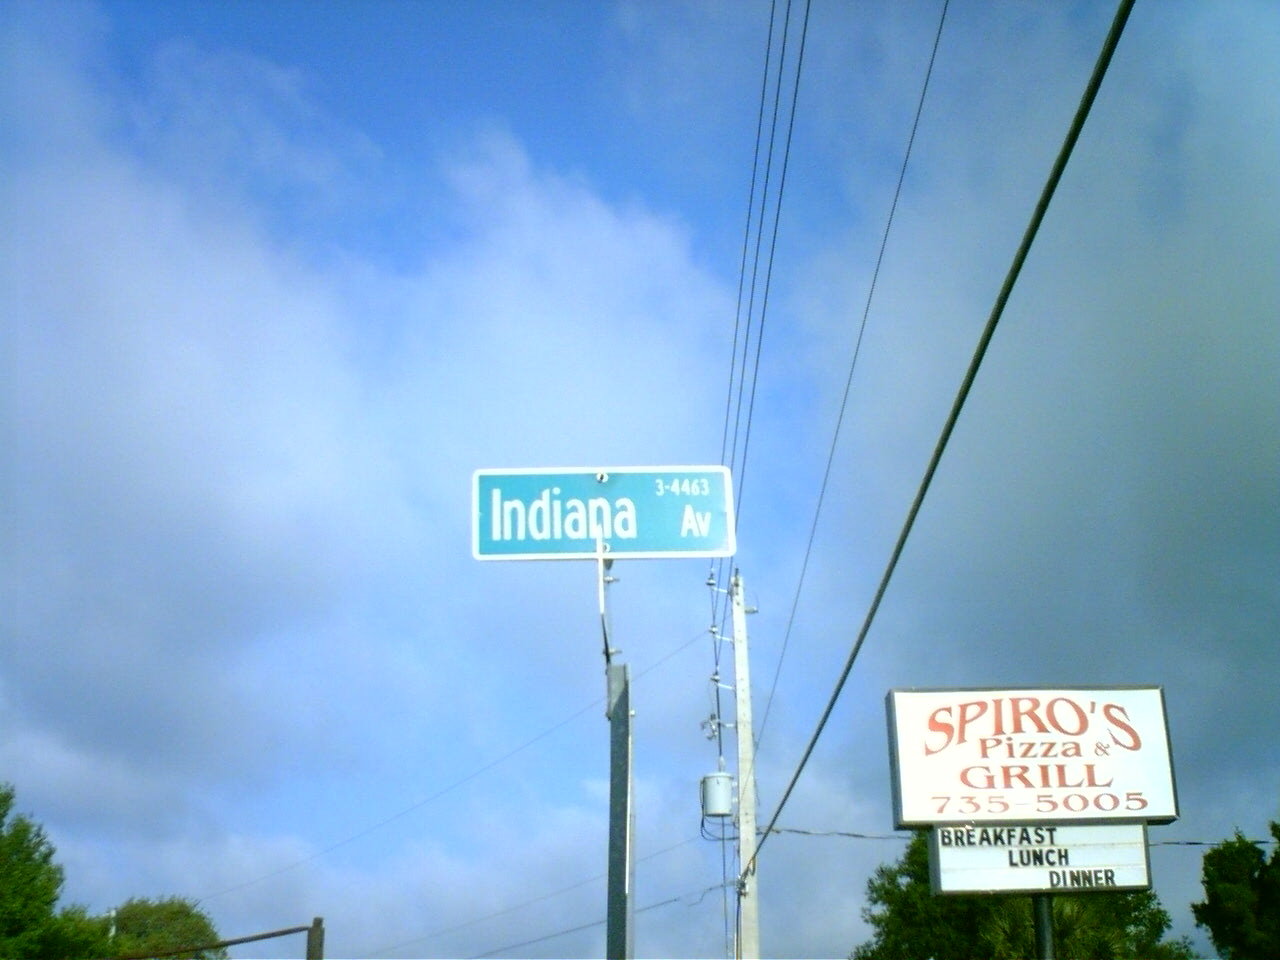 3-4463
Indiana Av
SPIRO'S
Pizza &
GRILL
735-5005
BREAKFAST
LUNCH
DINNER